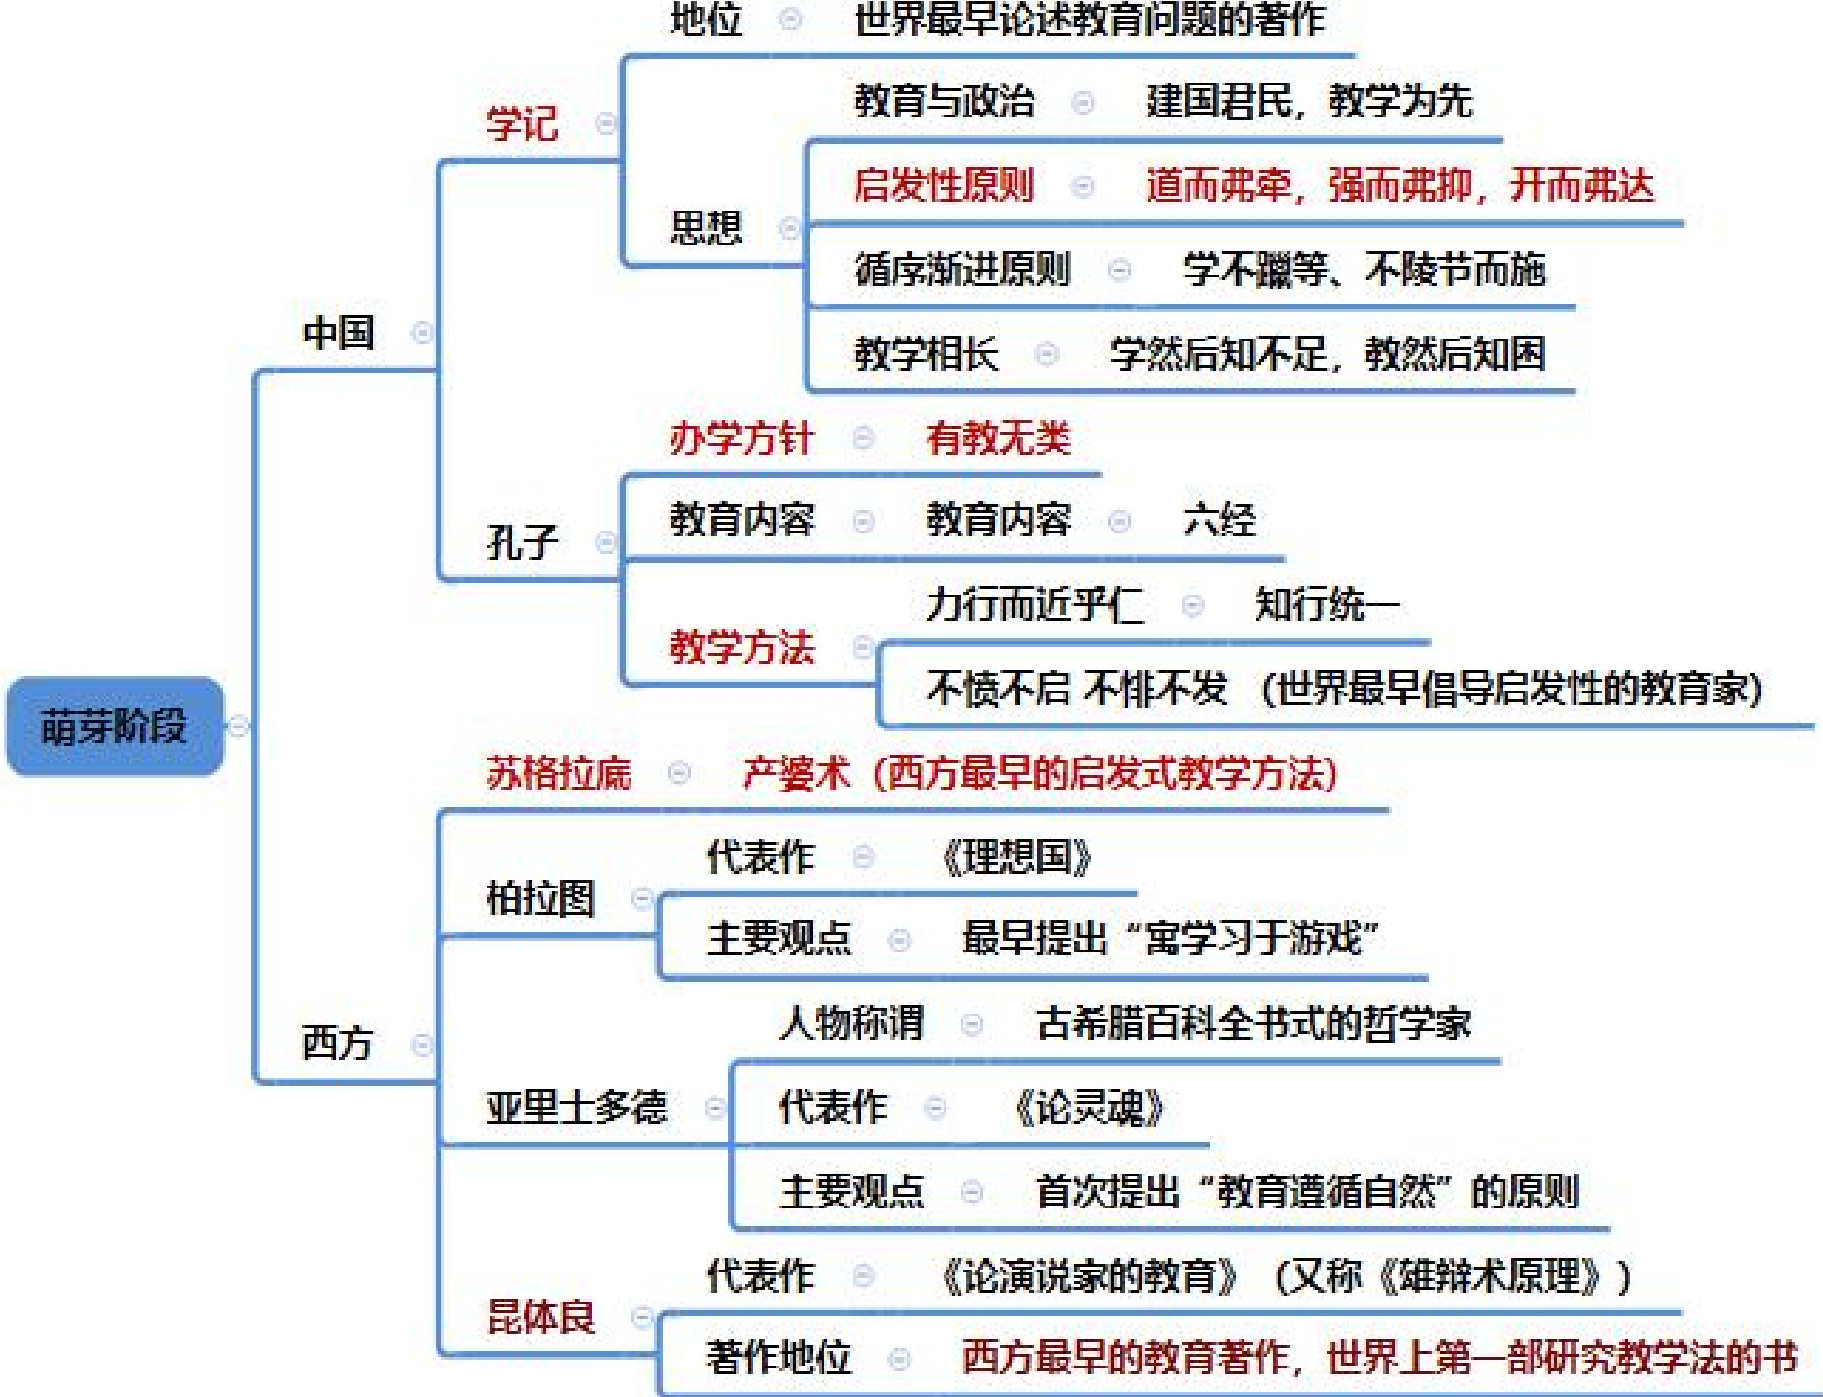 地位 世界最早论述教育问题的著作
教育与政治 建国君民，教学为先
学记
启发性原则 道而弗牵，强而弗抑，开而弗达
思想
循序渐进原则 学不躐等、不陵节而施
中国
教学相长 学然后知不足，教然后知困
办学方针 有教无类
教育内容 教育内容 六经
孔子
力行而近乎仁 知行统一
教学方法
不愤不启 不悱不发 （世界最早倡导启发性的教育家）
萌芽阶段
苏格拉底 产婆术（西方最早的启发式教学方法）
代表作 《理想国》
柏拉图
主要观点 最早提出“寓学习于游戏”
人物称谓 古希腊百科全书式的哲学家
西方
亚里士多德 代表作 《论灵魂》
主要观点 首次提出“教育遵循自然”的原则
代表作 《论演说家的教育》（又称《雄辩术原理》）
昆体良
著作地位 西方最早的教育著作，世界上第一部研究教学法的书